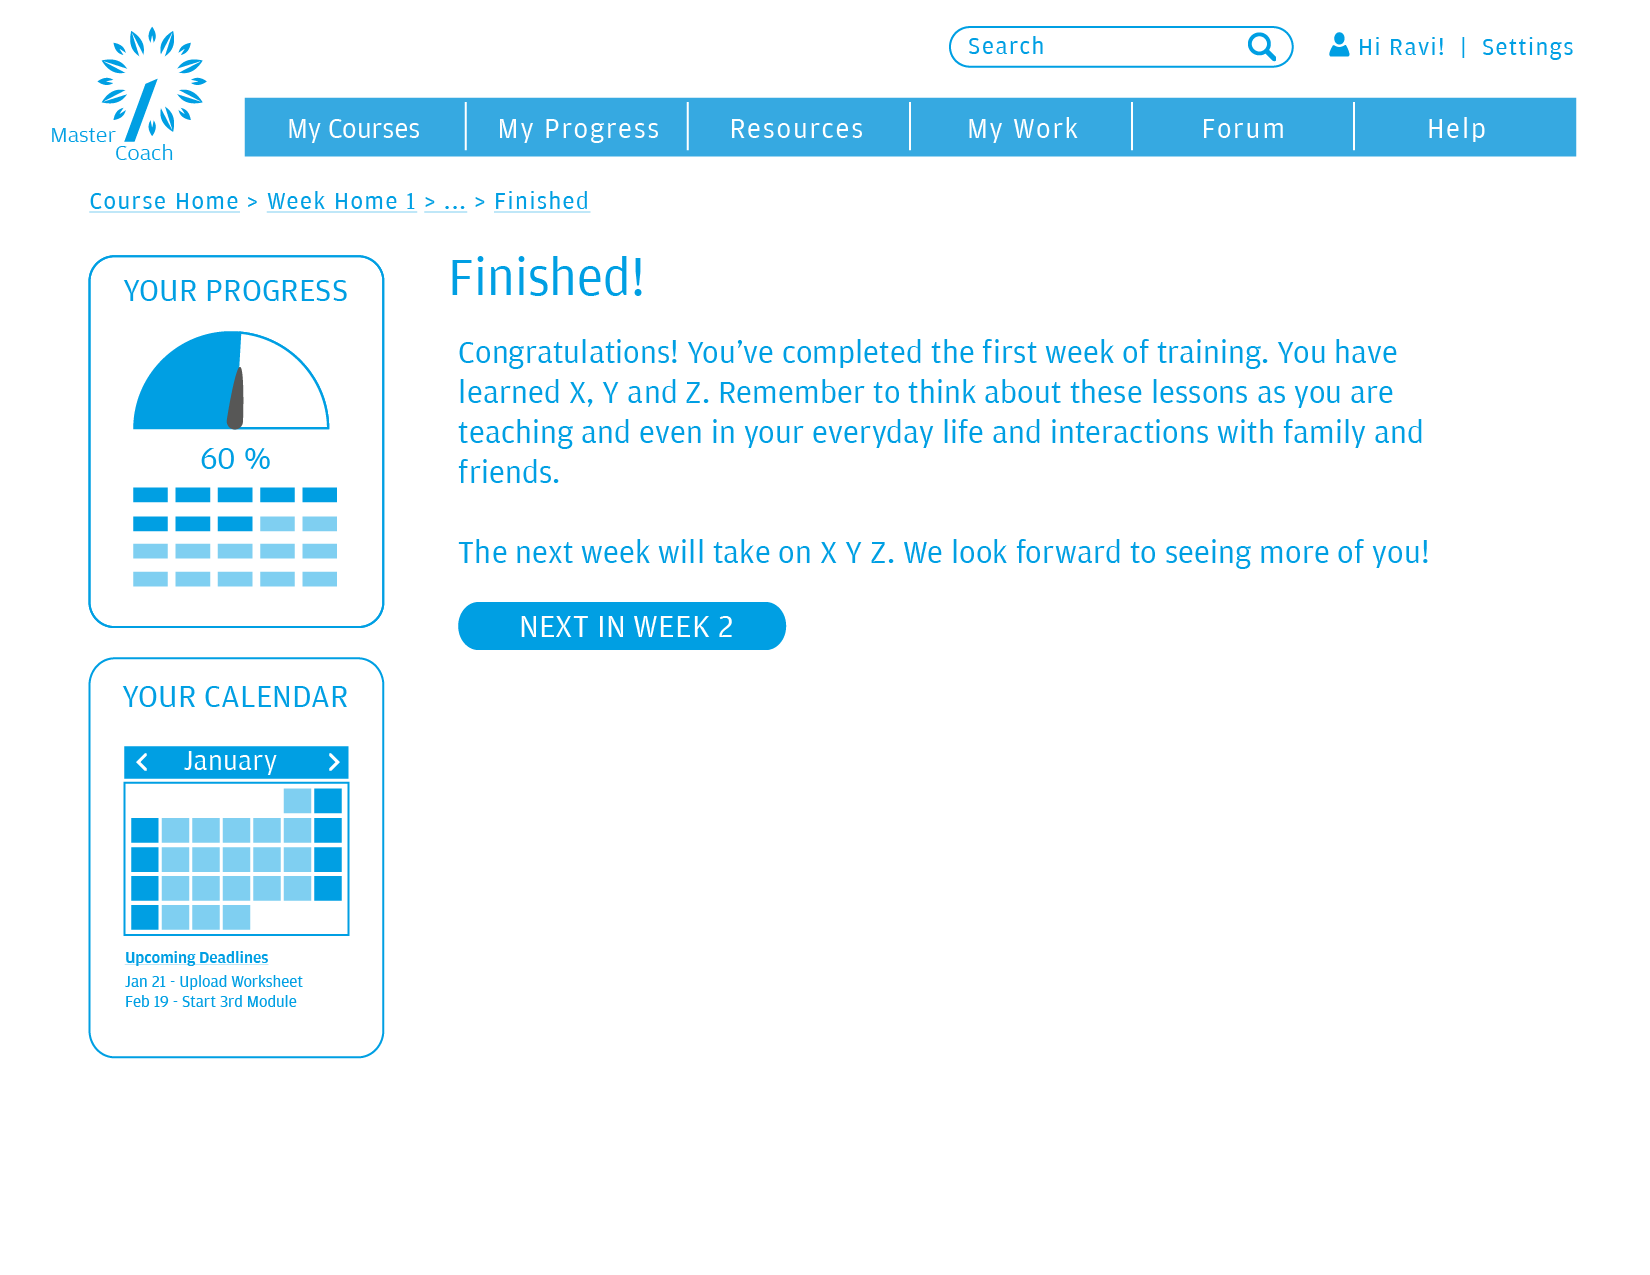 Master
Coach
Search
Hi Ravi! | Settings
My Courses
My Progress
Resources
My Work
Forum
Help
Course Home > Week Home 1 > ... > Finished
YOUR PROGRESS
60 %
Finished!
Congratulations! You’ve completed the first week of training. You have
learned X, Y and Z. Remember to think about these lessons as you are
teaching and even in your everyday life and interactions with family and
friends.
The next week will take on X Y Z. We look forward to seeing more of you!
NEXT IN WEEK 2
YOUR CALENDAR
January
Upcoming Deadlines
Jan 21 - Upload Worksheet
Feb 19 - Start 3rd Module